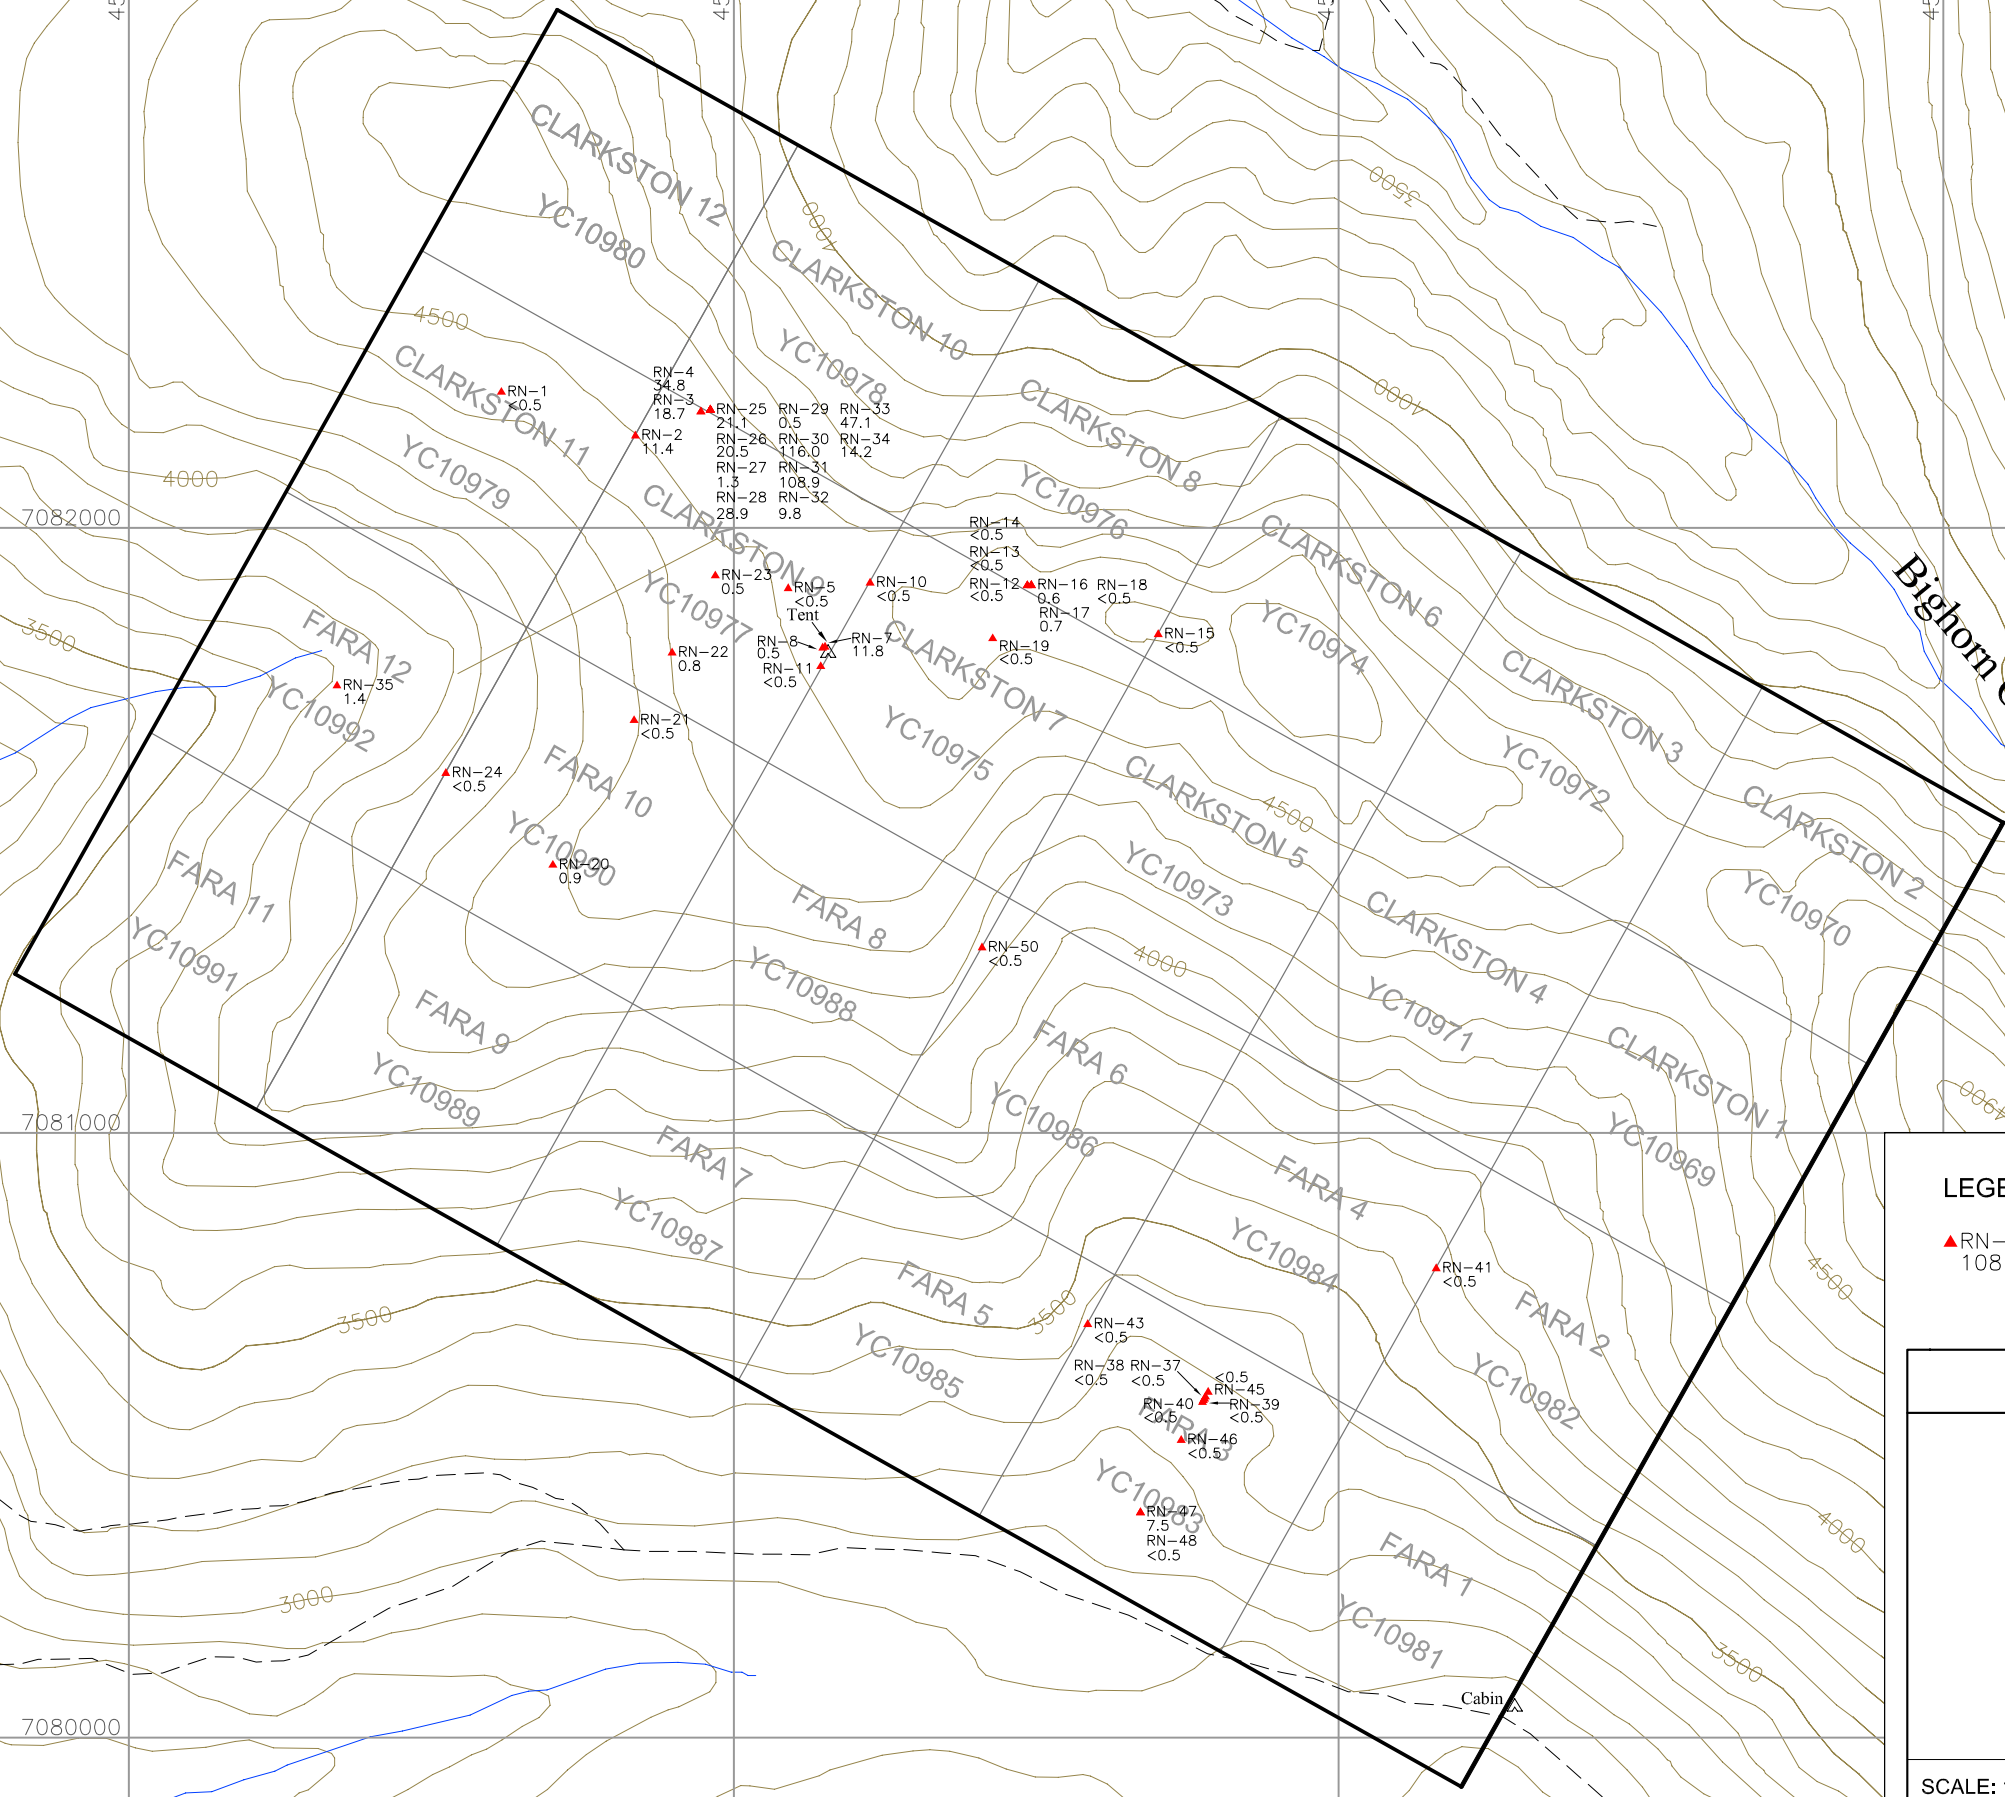 CLARKSTON 12
YC10980
CLARKSTON 10
YC10978
CLARKSTON 8
YC10976
CLARKSTON 6
YC10974
CLARKSTON 3
YC10972
CLARKSTON 2
YC10970
CLARKSTON 11
YC10979
CLARKSTON 9
YC10977
CLARKSTON 7
YC10975
CLARKSTON 5
YC10973
CLARKSTON 4
YC10971
CLARKSTON 1
YC10969
FARA 12
YC10992
FARA 10
YC10990
FARA 8
YC10988
FARA 6
YC10986
FARA 4
YC10984
FARA 2
YC10982
FARA 11
YC10991
FARA 9
YC10989
FARA 7
YC10987
FARA 5
YC10985
FARA 3
YC10983
FARA 1
YC10981
RN-1
<0.5
RN-2
11.4
RN-4
34.8
RN-3
18.7
RN-25 RN-29 RN-33
21.1 0.5 47.1
RN-26 RN-30 RN-34
20.5 116.0 14.2
RN-27 RN-31
1.3 108.9
RN-28 RN-32
28.9 9.8
RN-14
<0.5
RN-13
<0.5
RN-12 RN-16 RN-18
<0.5 0.6 <0.5
RN-17
0.7
RN-23
0.5
RN-5
<0.5
RN-10
<0.5
Tent
RN-8
0.5
RN-7
11.8
RN-11
<0.5
RN-19
<0.5
RN-15
<0.5
RN-22
0.8
RN-35
1.4
RN-21
<0.5
RN-24
<0.5
RN-20
0.9
RN-50
<0.5
RN-41
<0.5
RN-43
<0.5
RN-38 RN-37
<0.5 <0.5
<0.5
RN-45
RN-40 RN-39
<0.5 <0.5
RN-46
<0.5
RN-47
7.5
RN-48
<0.5
Cabin
Bighorn
7082000
7081000
7080000
3500
4000
4000
4500
4000
3500
4500
4000
4900
4500
3500
3500
4000
3000
3500
LEGE
RN-
108
SCALE: